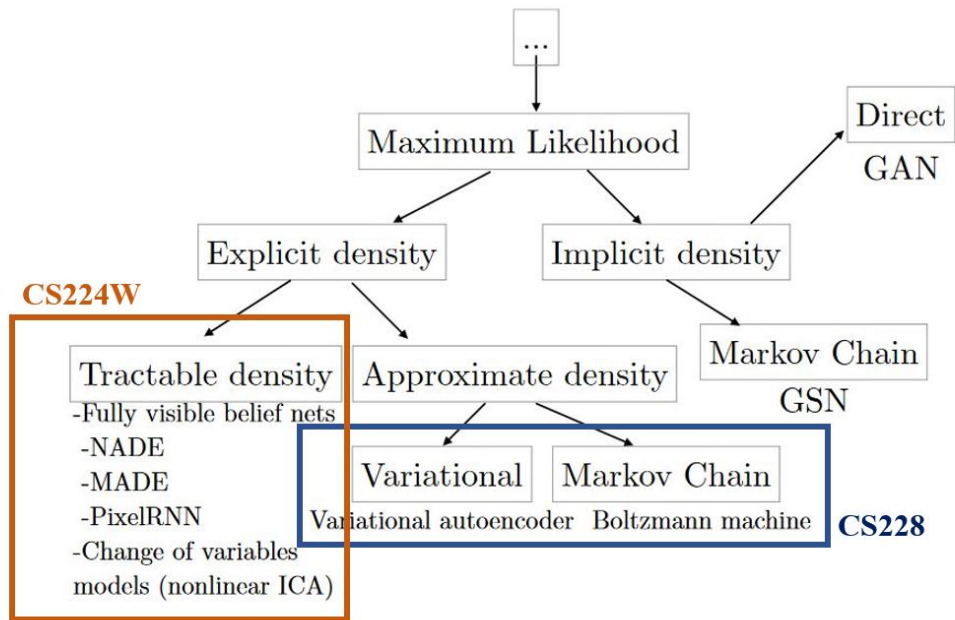 ...
Maximum Likelihood
Direct
GAN
Explicit density
Implicit density
CS224W
Tractable density
-Fully visible belief nets
-NADE
-MADE
-PixelRNN
-Change of variables
models (nonlinear ICA)
Approximate density
Markov Chain
GSN
Variational
Markov Chain
Variational autoencoder
Boltzmann machine
CS228